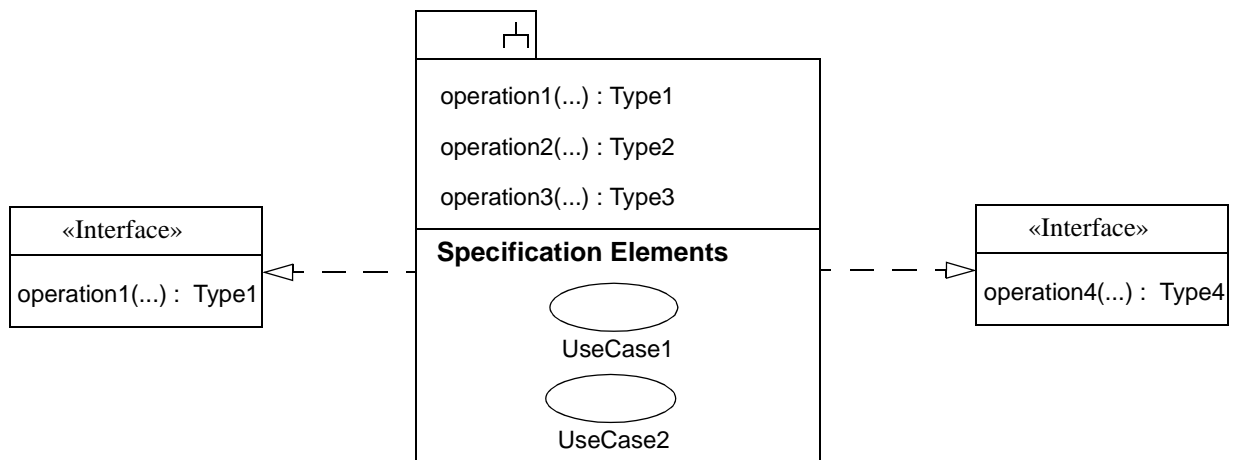 operation1(...) : Type1
operation2(...) : Type2
operation3(...) : Type3
«Interface»
operation1(...) :  Type1
Specification Elements
UseCase1
UseCase2
«Interface»
operation4(...) :  Type4